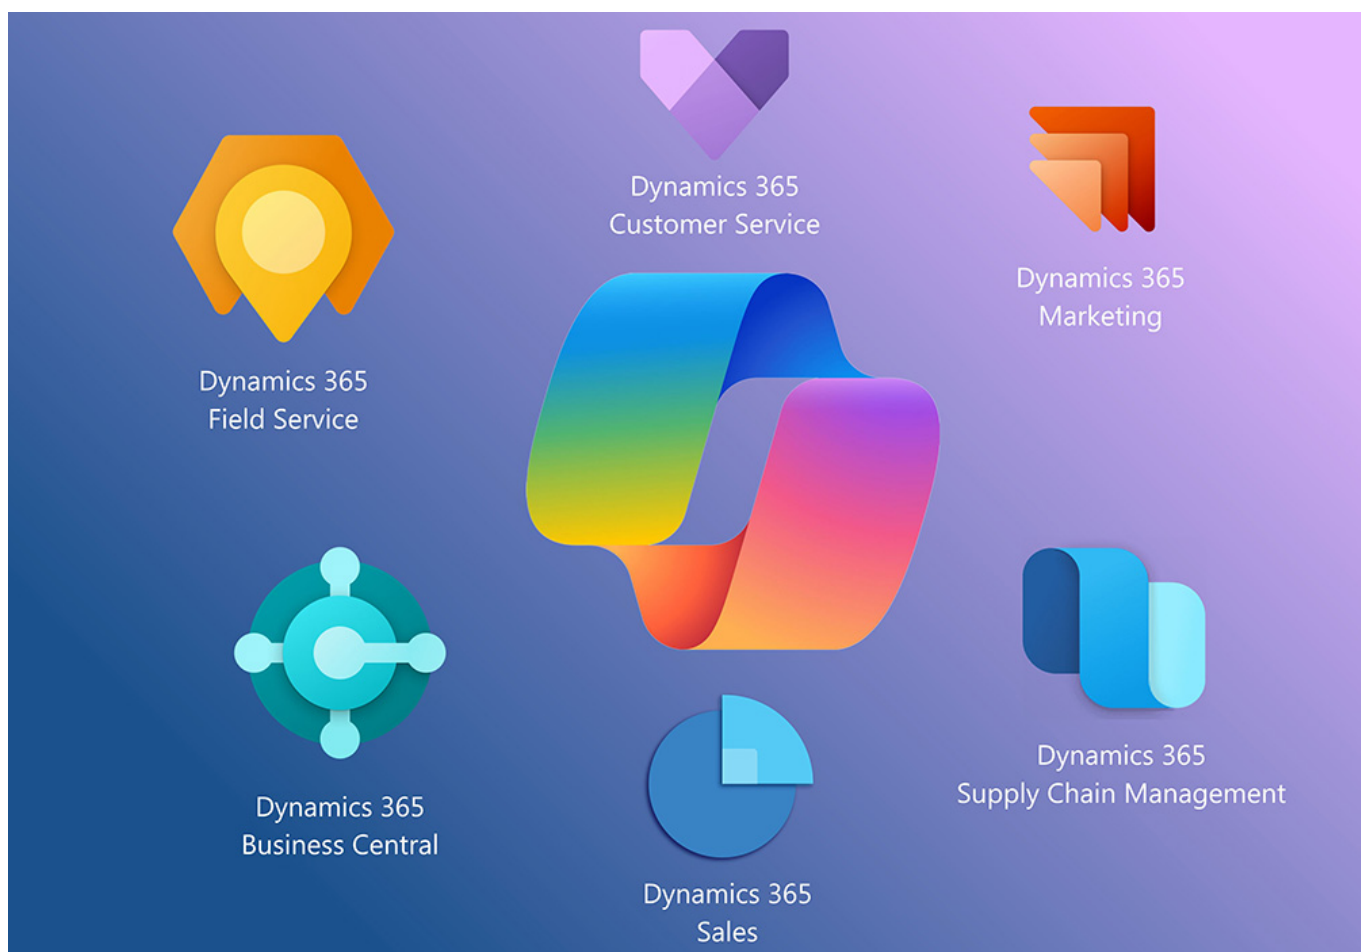 Dynamics 365
Customer Service
Dynamics 365
Marketing
Dynamics 365
Field Service
Dynamics 365
Supply Chain Management
Dynamics 365
Business Central
Dynamics 365
Sales